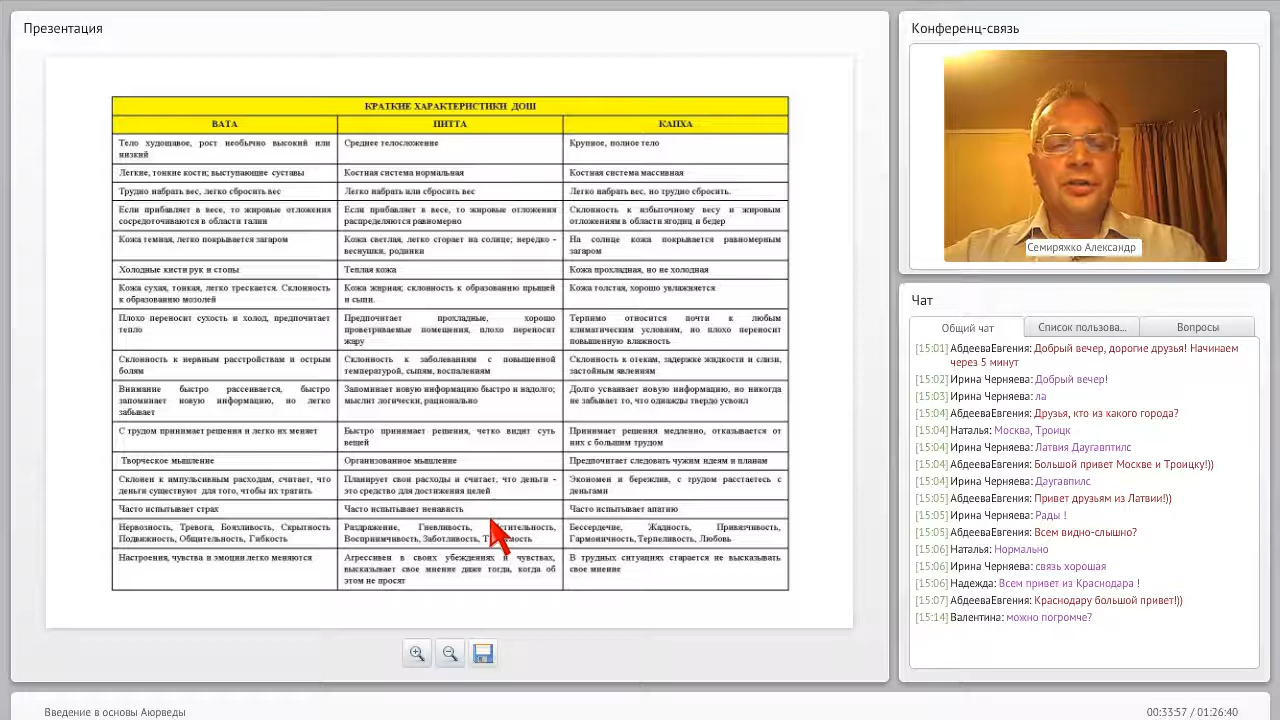 Презентация
КРАТКИЕ ХАРАКТЕРИСТИКИ ДОШ
ВАТА
ПИТТА
КАПХА
Тело худощавое, рост необычно высокий или
низкий
Среднее телосложение
Крупное, полное тело
Легкие, тонкие кости; выступающие суставы
Костная система нормальная
Костная система массивная
Трудно набрать вес, легко сбросить вес
Легко набрать или сбросить вес
Легко набрать вес, но трудно сбросить.
Если прибавляет в весе, то жировые отложения
сосредоточиваются в области талии
Если прибавляет в весе, то жировые отложения
распределяются равномерно
Склонность к избыточному весу и жировым
отложениям в области ягодиц и бедер
Кожа темная, легко покрывается загаром
Кожа светлая, легко сгорает на солнце; нередко -
веснушки, родинки
На солнце кожа покрывается равномерным
загаром
Холодные кисти рук и стопы
Теплая кожа
Кожа прохладная, но не холодная
Кожа сухая, тонкая, легко трескается. Склонность
к образованию мозолей
Кожа жирная; склонность к образованию прыщей
и сыпи.
Кожа толстая, хорошо увлажняется
Плохо переносит сухость и холод, предпочитает
тепло
Предпочитает прохладные, хорошо
проветриваемые помещения, плохо переносит
жару
Терпимо относится почти к любым
климатическим условиям, но плохо переносит
повышенную влажность
Склонность к нервным расстройствам и острым
болям
Склонность к заболеваниям с повышенной
температурой, сыпям, воспалениям
Склонность к отекам, задержке жидкости и слизи,
застойным явлениям
Внимание быстро рассеивается, быстро
запоминает новую информацию, но легко
забывает
Запоминает новую информацию быстро и надолго;
мыслит логически, рационально
Долго усваивает новую информацию, но никогда
не забывает то, что однажды твердо усвоил
С трудом принимает решения и легко их меняет
Быстро принимает решения, четко видит суть
вещей
Принимает решения медленно, отказывается от
них с большим трудом
Творческое мышление
Организованное мышление
Предпочитает следовать чужим идеям и планам
Склонен к импульсивным расходам, считает, что
деньги существуют для того, чтобы их тратить
Планирует свои расходы и считает, что деньги -
это средство для достижения целей
Экономен и бережлив, с трудом расстаетесь с
деньгами
Часто испытывает страх
Часто испытывает ненависть
Часто испытывает апатию
Нервозность, Тревога, Боязливость, Скрытность
Подвижность, Общительность, Гибкость
Раздражение, Гневливость,
Восприимчивость, Заботливость,
Бессердечие, Жадность, Привязчивость,
Гармоничность, Терпеливость, Любовь
Настроения, чувства и эмоции легко меняются
Агрессивен в своих убеждениях и чувствах,
высказывает свое мнение даже тогда, когда об
этом не просят
В трудных ситуациях старается не высказывать
свое мнение
Введение в основы Аюрведы
Конференц-связь
Семиряжко Александр
Чат
Общий чат
Список пользова...
Вопросы
[15:01] АбдееваЕвгения: Добрый вечер, дорогие друзья! Начинаем
через 5 минут
[15:02] Ирина Черняева: Добрый вечер!
[15:03] Ирина Черняева: ла
[15:04] АбдееваЕвгения: Друзья, кто из какого города?
[15:04] Наталья: Москва, Троицк
[15:04] Ирина Черняева: Латвия Даугавптилс
[15:04] АбдееваЕвгения: Большой привет Москве и Троицку!))
[15:04] Ирина Черняева: Даугавпилс
[15:05] АбдееваЕвгения: Привет друзьям из Латвии!))
[15:05] Ирина Черняева: Рады !
[15:05] АбдееваЕвгения: Всем видно-слышно?
[15:06] Наталья: Нормально
[15:06] Ирина Черняева: связь хорошая
[15:06] Надежда: Всем привет из Краснодара !
[15:07] АбдееваЕвгения: Краснодару большой привет!))
[15:14] Валентина: можно погромче?
00:33:57 / 01:26:40